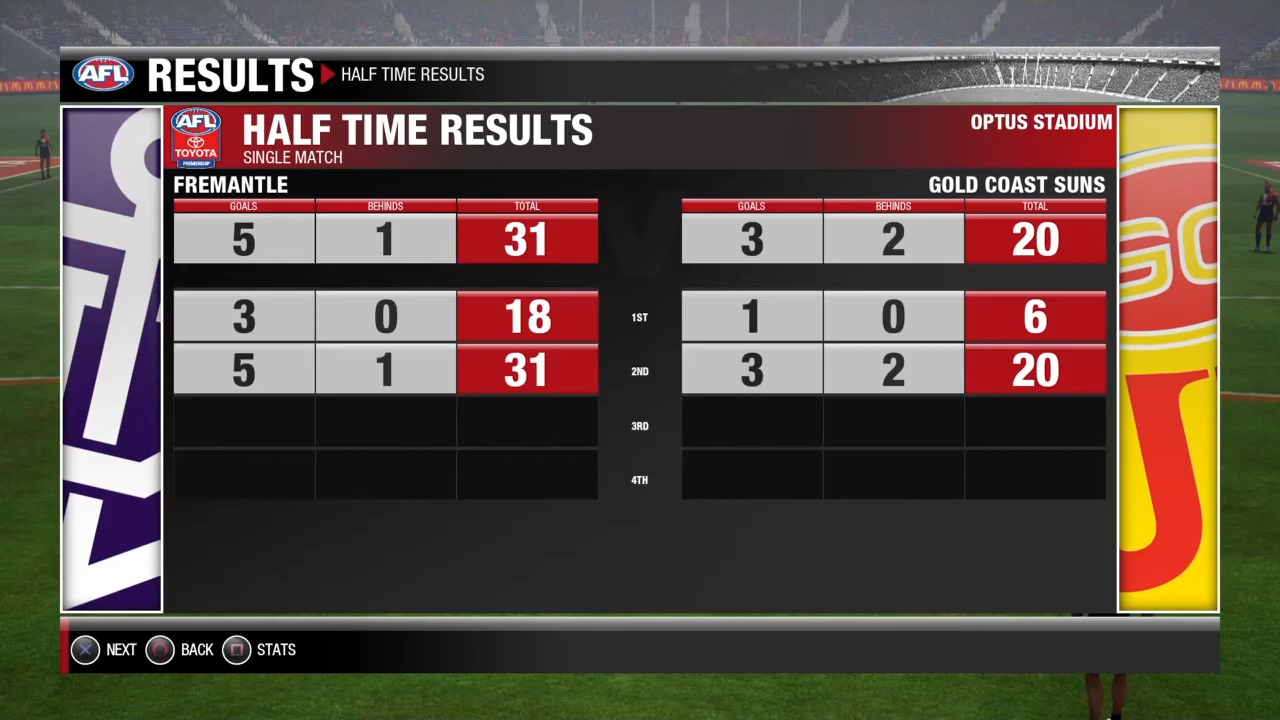 AFL RESULTS HALF TIME RESULTS
AFL
TOYOTA
PREMIERSHIP
HALF TIME RESULTS
SINGLE MATCH
OPTUS STADIUM
FREMANTLE GOLD COAST SUNS
GOALS BEHINDS TOTAL GOALS BEHINDS TOTAL
5 1 31 3 2 20
3 0 18 1ST 1 0 6
5 1 31 2ND 3 2 20
3RD
4TH
NEXT BACK STATS